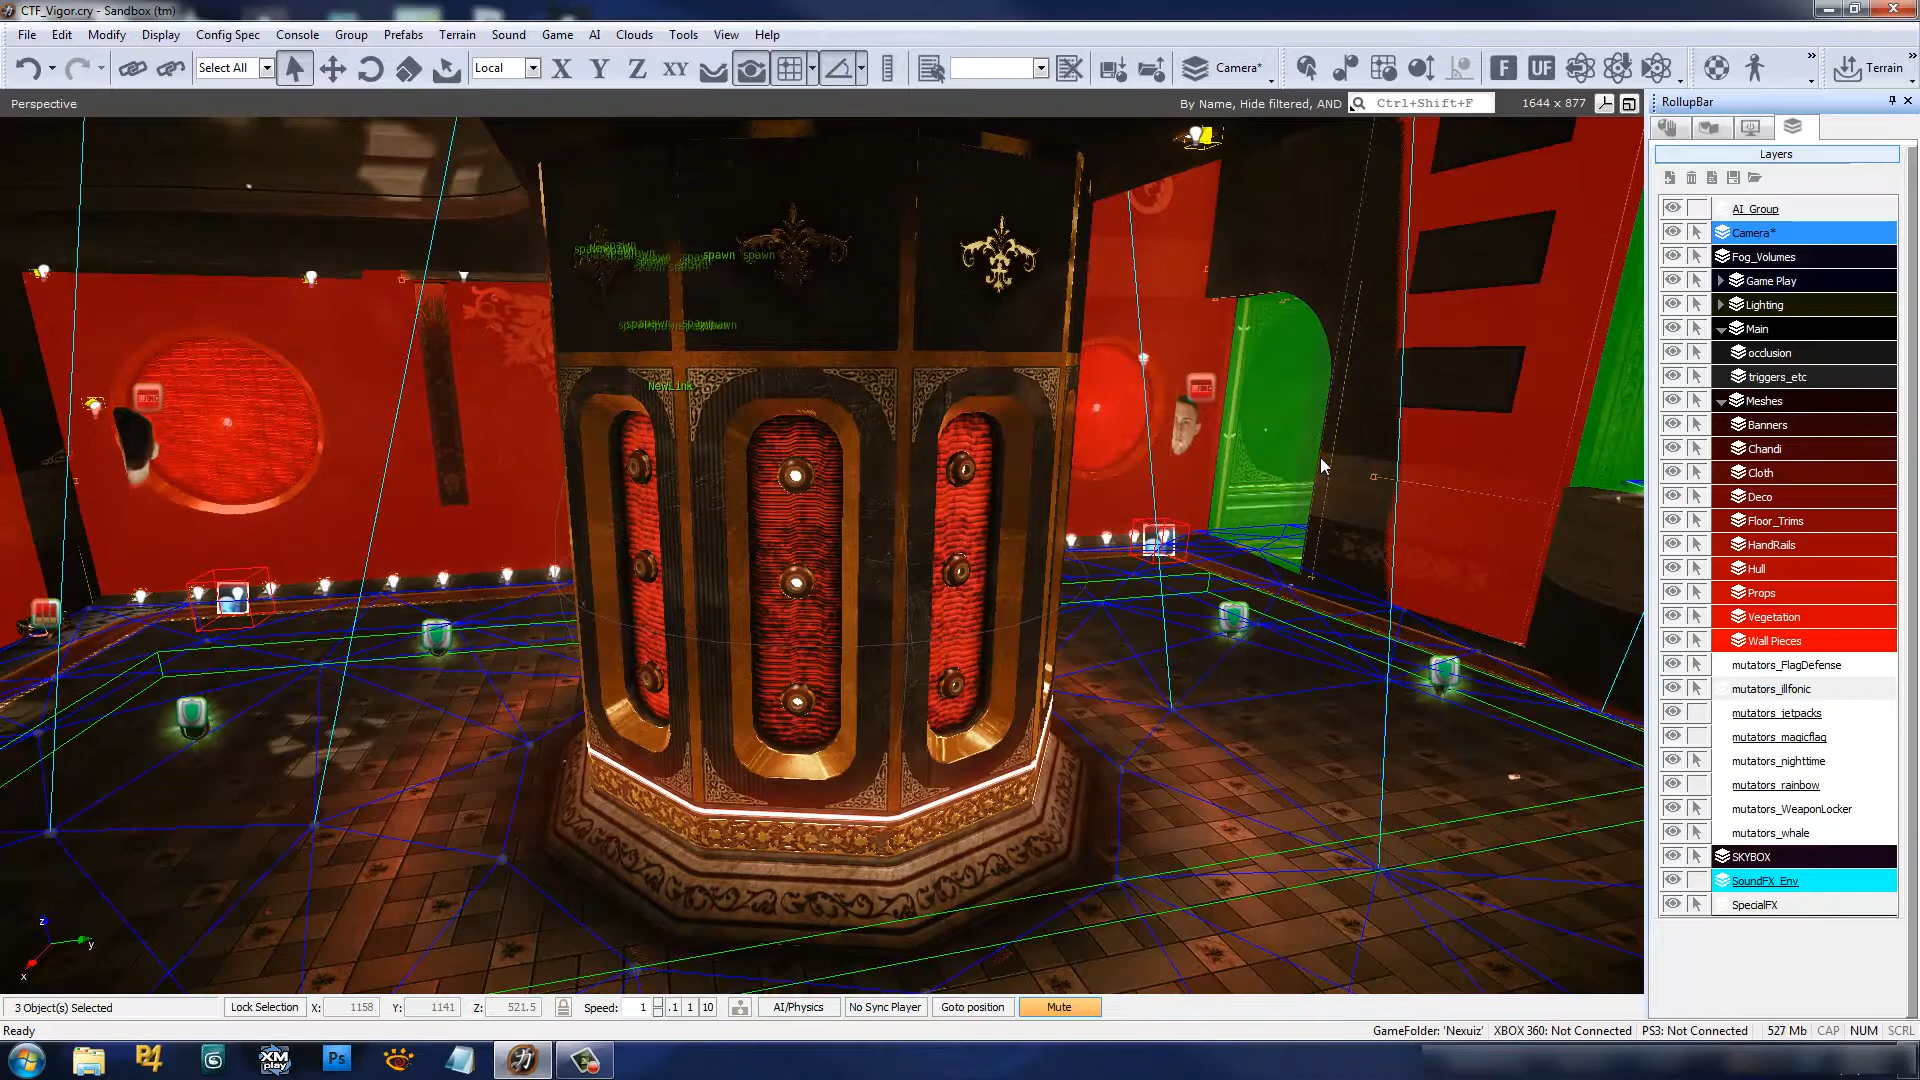 CTF_Vigor.cry - Sandbox (tm)
File Edit Modify Display Config Spec Console Group Prefabs Terrain Sound Game AI Clouds Tools View Help
Select All Local X Y Z XY Camera* F UF Terrain
Perspective By Name, Hide filtered, AND Ctrl+Shift+F 1644 x 877
RollupBar
Layers
AI_Group
Camera*
Fog_Volumes
Game Play
Lighting
Main
occlusion
triggers_etc
Meshes
Banners
Chandi
Cloth
Deco
Floor_Trims
HandRails
Hull
Props
Vegetation
Wall Pieces
mutators_FlagDefense
mutators_illfonic
mutators_jetpacks
mutators_magicflag
mutators_nighttime
mutators_rainbow
mutators_WeaponLocker
mutators_whale
SKYBOX
SoundFX_Env
SpecialFX
spawn spawn
NewLink
z
y
x
3 Object(s) Selected Lock Selection X: 1158 Y: 1141 Z: 521.5 Speed: 1 .1 1 10 AI/Physics No Sync Player Goto position Mute
Ready GameFolder: 'Nexuiz' XBOX 360: Not Connected PS3: Not Connected 527 Mb CAP NUM SCRL
P4 XM play Ps